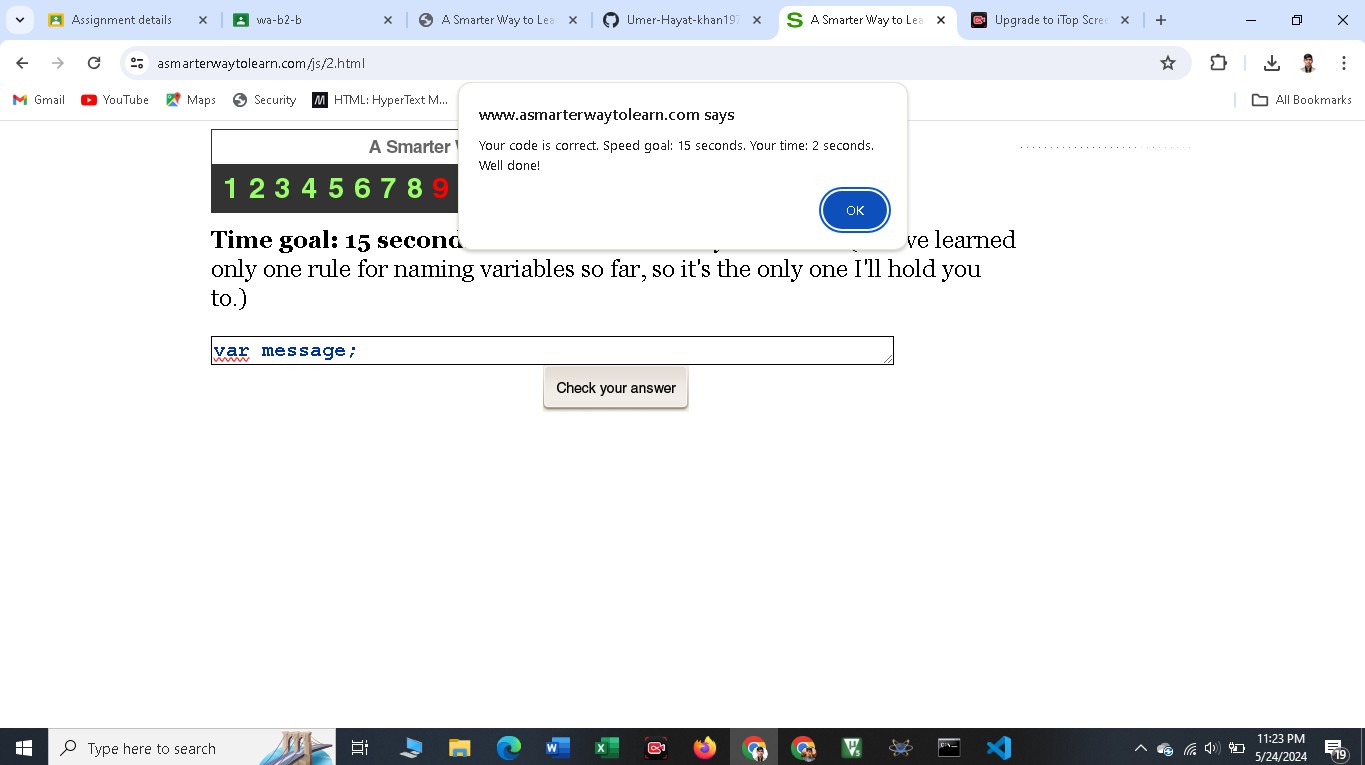 Assignment details
wa-b2-b
A Smarter Way to Lea
Umer-Hayat-khan197
A Smarter Way to Lea
Upgrade to iTop Scree
asmarterwaytolearn.com/js/2.html
Gmail
YouTube
Maps
Security
HTML: HyperText M...
All Bookmarks
www.asmarterwaytolearn.com says
Your code is correct. Speed goal: 15 seconds. Your time: 2 seconds.
Well done!
OK
A Smarter
1 2 3 4 5 6 7 8 9
Time goal: 15 second
ve learned
only one rule for naming variables so far, so it's the only one I'll hold you
to.)
var message;
Check your answer
Type here to search
11:23 PM
5/24/2024
19